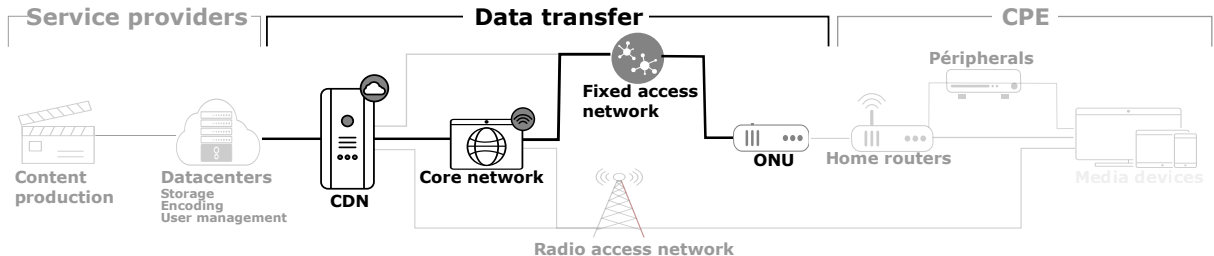 Service providers
Data transfer
CPE
Péripherals
Fixed access
network
ONU
Home routers
Core network
CDN
Content
production
Datacenters
Storage
Encoding
User management
Media devices
Radio access network